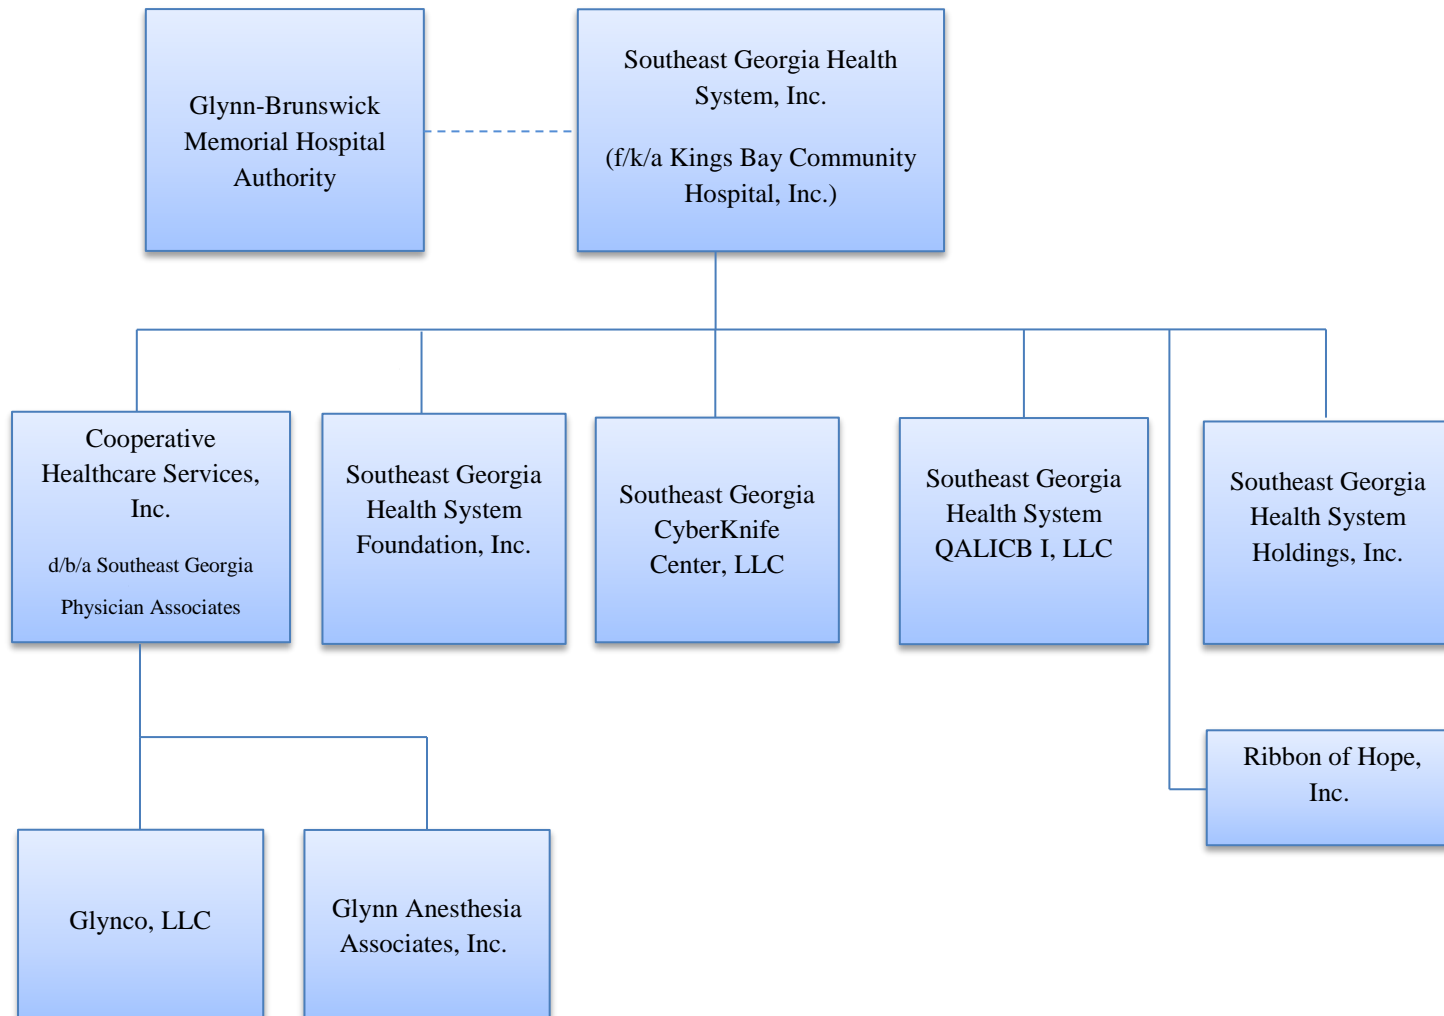 Glynn-Brunswick
Memorial Hospital
Authority
Southeast Georgia Health
System, Inc.
(f/k/a Kings Bay Community
Hospital, Inc.)
Cooperative
Healthcare Services,
Inc.
d/b/a Southeast Georgia
Physician Associates
Southeast Georgia
Health System
Foundation, Inc.
Southeast Georgia
CyberKnife
Center, LLC
Southeast Georgia
Health System
QALICB I, LLC
Southeast Georgia
Health System
Holdings, Inc.
Ribbon of Hope,
Inc.
Glynco, LLC
Glynn Anesthesia
Associates, Inc.